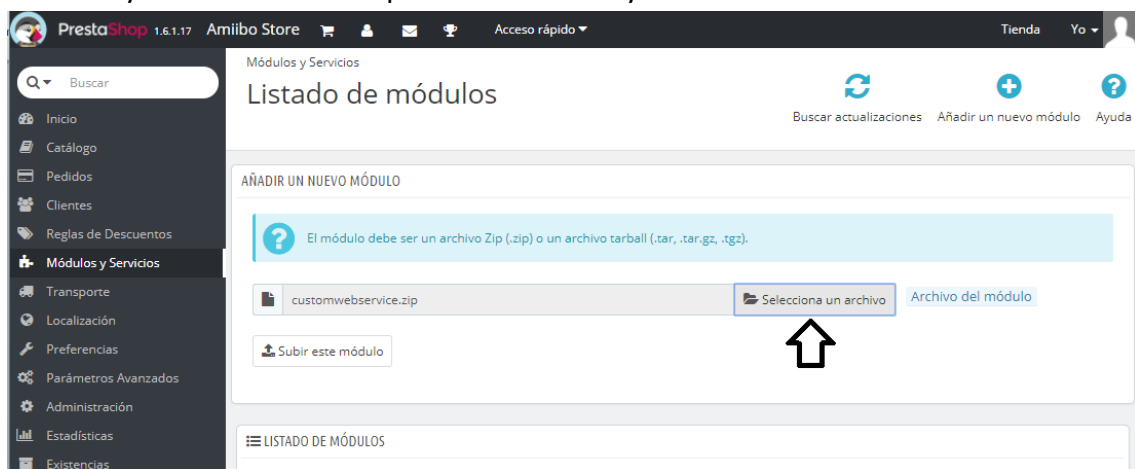 PrestaShop 1.6.1.17 Amiibo Store Acceso rápido Tienda Yo
Buscar
Inicio
Catálogo
Pedidos
Clientes
Reglas de Descuentos
Módulos y Servicios
Transporte
Localización
Preferencias
Parámetros Avanzados
Administración
Estadísticas
Existencias
Módulos y Servicios
Listado de módulos
Buscar actualizaciones Añadir un nuevo módulo Ayuda
AÑADIR UN NUEVO MÓDULO
El módulo debe ser un archivo Zip (.zip) o un archivo tarball (.tar, .tar.gz, .tgz).
customwebservice.zip Selecciona un archivo Archivo del módulo
Subir este módulo
LISTADO DE MÓDULOS